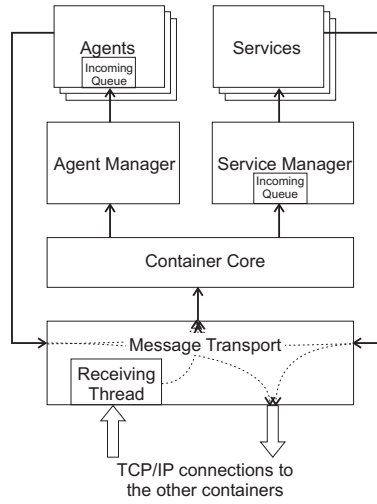 Agents
Incoming
Queue
Services
Agent Manager
Service Manager
Incoming
Queue
Container Core
Message Transport
Receiving
Thread
TCP/IP connections to
the other containers